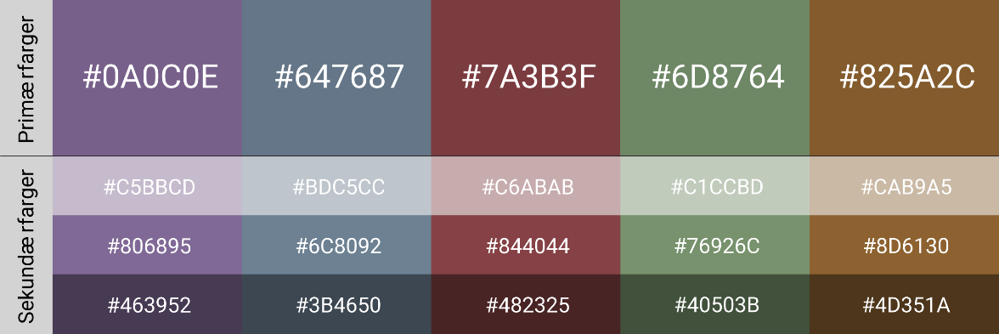 Primærfarger
#0A0C0E
#647687
#7A3B3F
#6D8764
#825A2C
Sekundærfarger
#C5BBCD
#BDC5CC
#C6ABAB
#C1CCBD
#CAB9A5
#806895
#6C8092
#844044
#76926C
#8D6130
#463952
#3B4650
#482325
#40503B
#4D351A